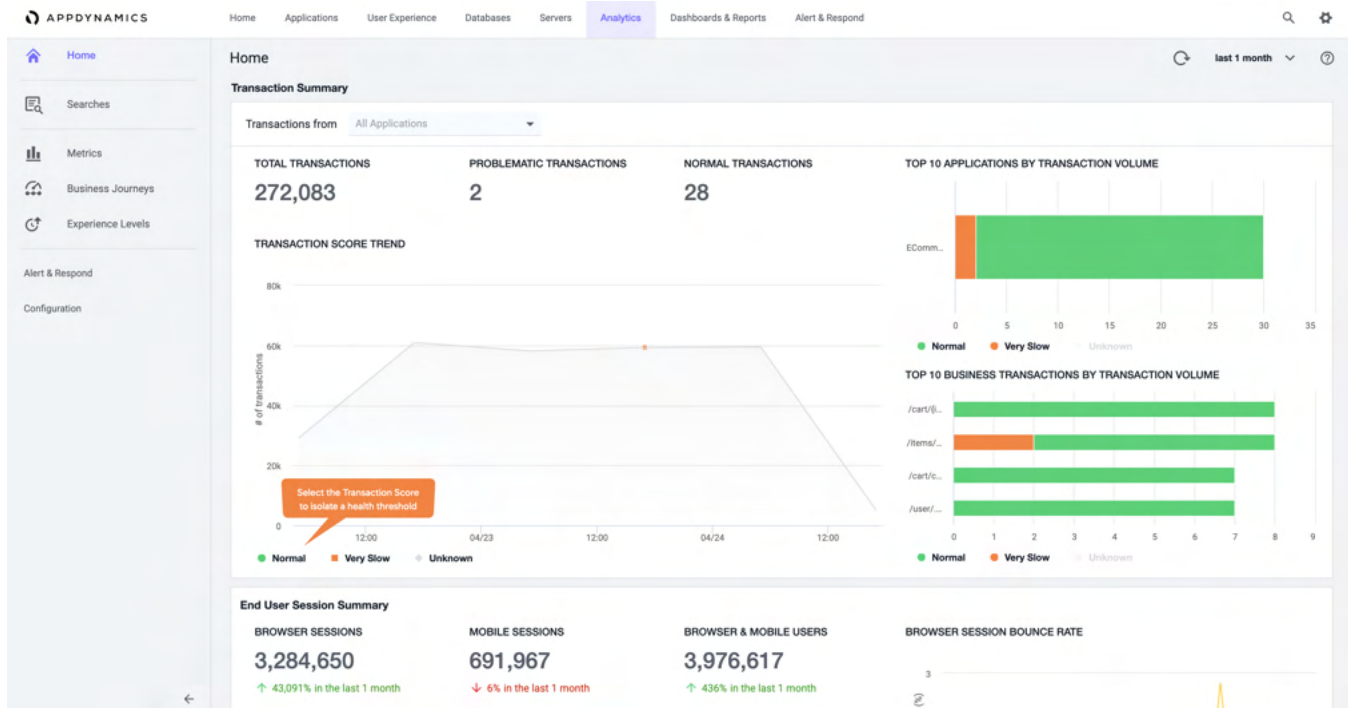 APPDYNAMICS
Home Applications User Experience Databases Servers Analytics Dashboards & Reports Alert & Respond
Home
Searches
Metrics
Business Journeys
Experience Levels
Alert & Respond
Configuration
Home
last 1 month
Transaction Summary
Transactions from All Applications
TOTAL TRANSACTIONS
272,083
PROBLEMATIC TRANSACTIONS
2
NORMAL TRANSACTIONS
28
TRANSACTION SCORE TREND
# of transactions
80k
60k
40k
20k
0
12:00 04/23 12:00 04/24 12:00
Select the Transaction Score
to isolate a health threshold
Normal Very Slow Unknown
TOP 10 APPLICATIONS BY TRANSACTION VOLUME
EComm...
0 5 10 15 20 25 30 35
Normal Very Slow Unknown
TOP 10 BUSINESS TRANSACTIONS BY TRANSACTION VOLUME
/cart/{i...
/items/...
/cart/c...
/user/...
0 1 2 3 4 5 6 7 8 9
Normal Very Slow Unknown
End User Session Summary
BROWSER SESSIONS
3,284,650
43,091% in the last 1 month
MOBILE SESSIONS
691,967
6% in the last 1 month
BROWSER & MOBILE USERS
3,976,617
436% in the last 1 month
BROWSER SESSION BOUNCE RATE
3